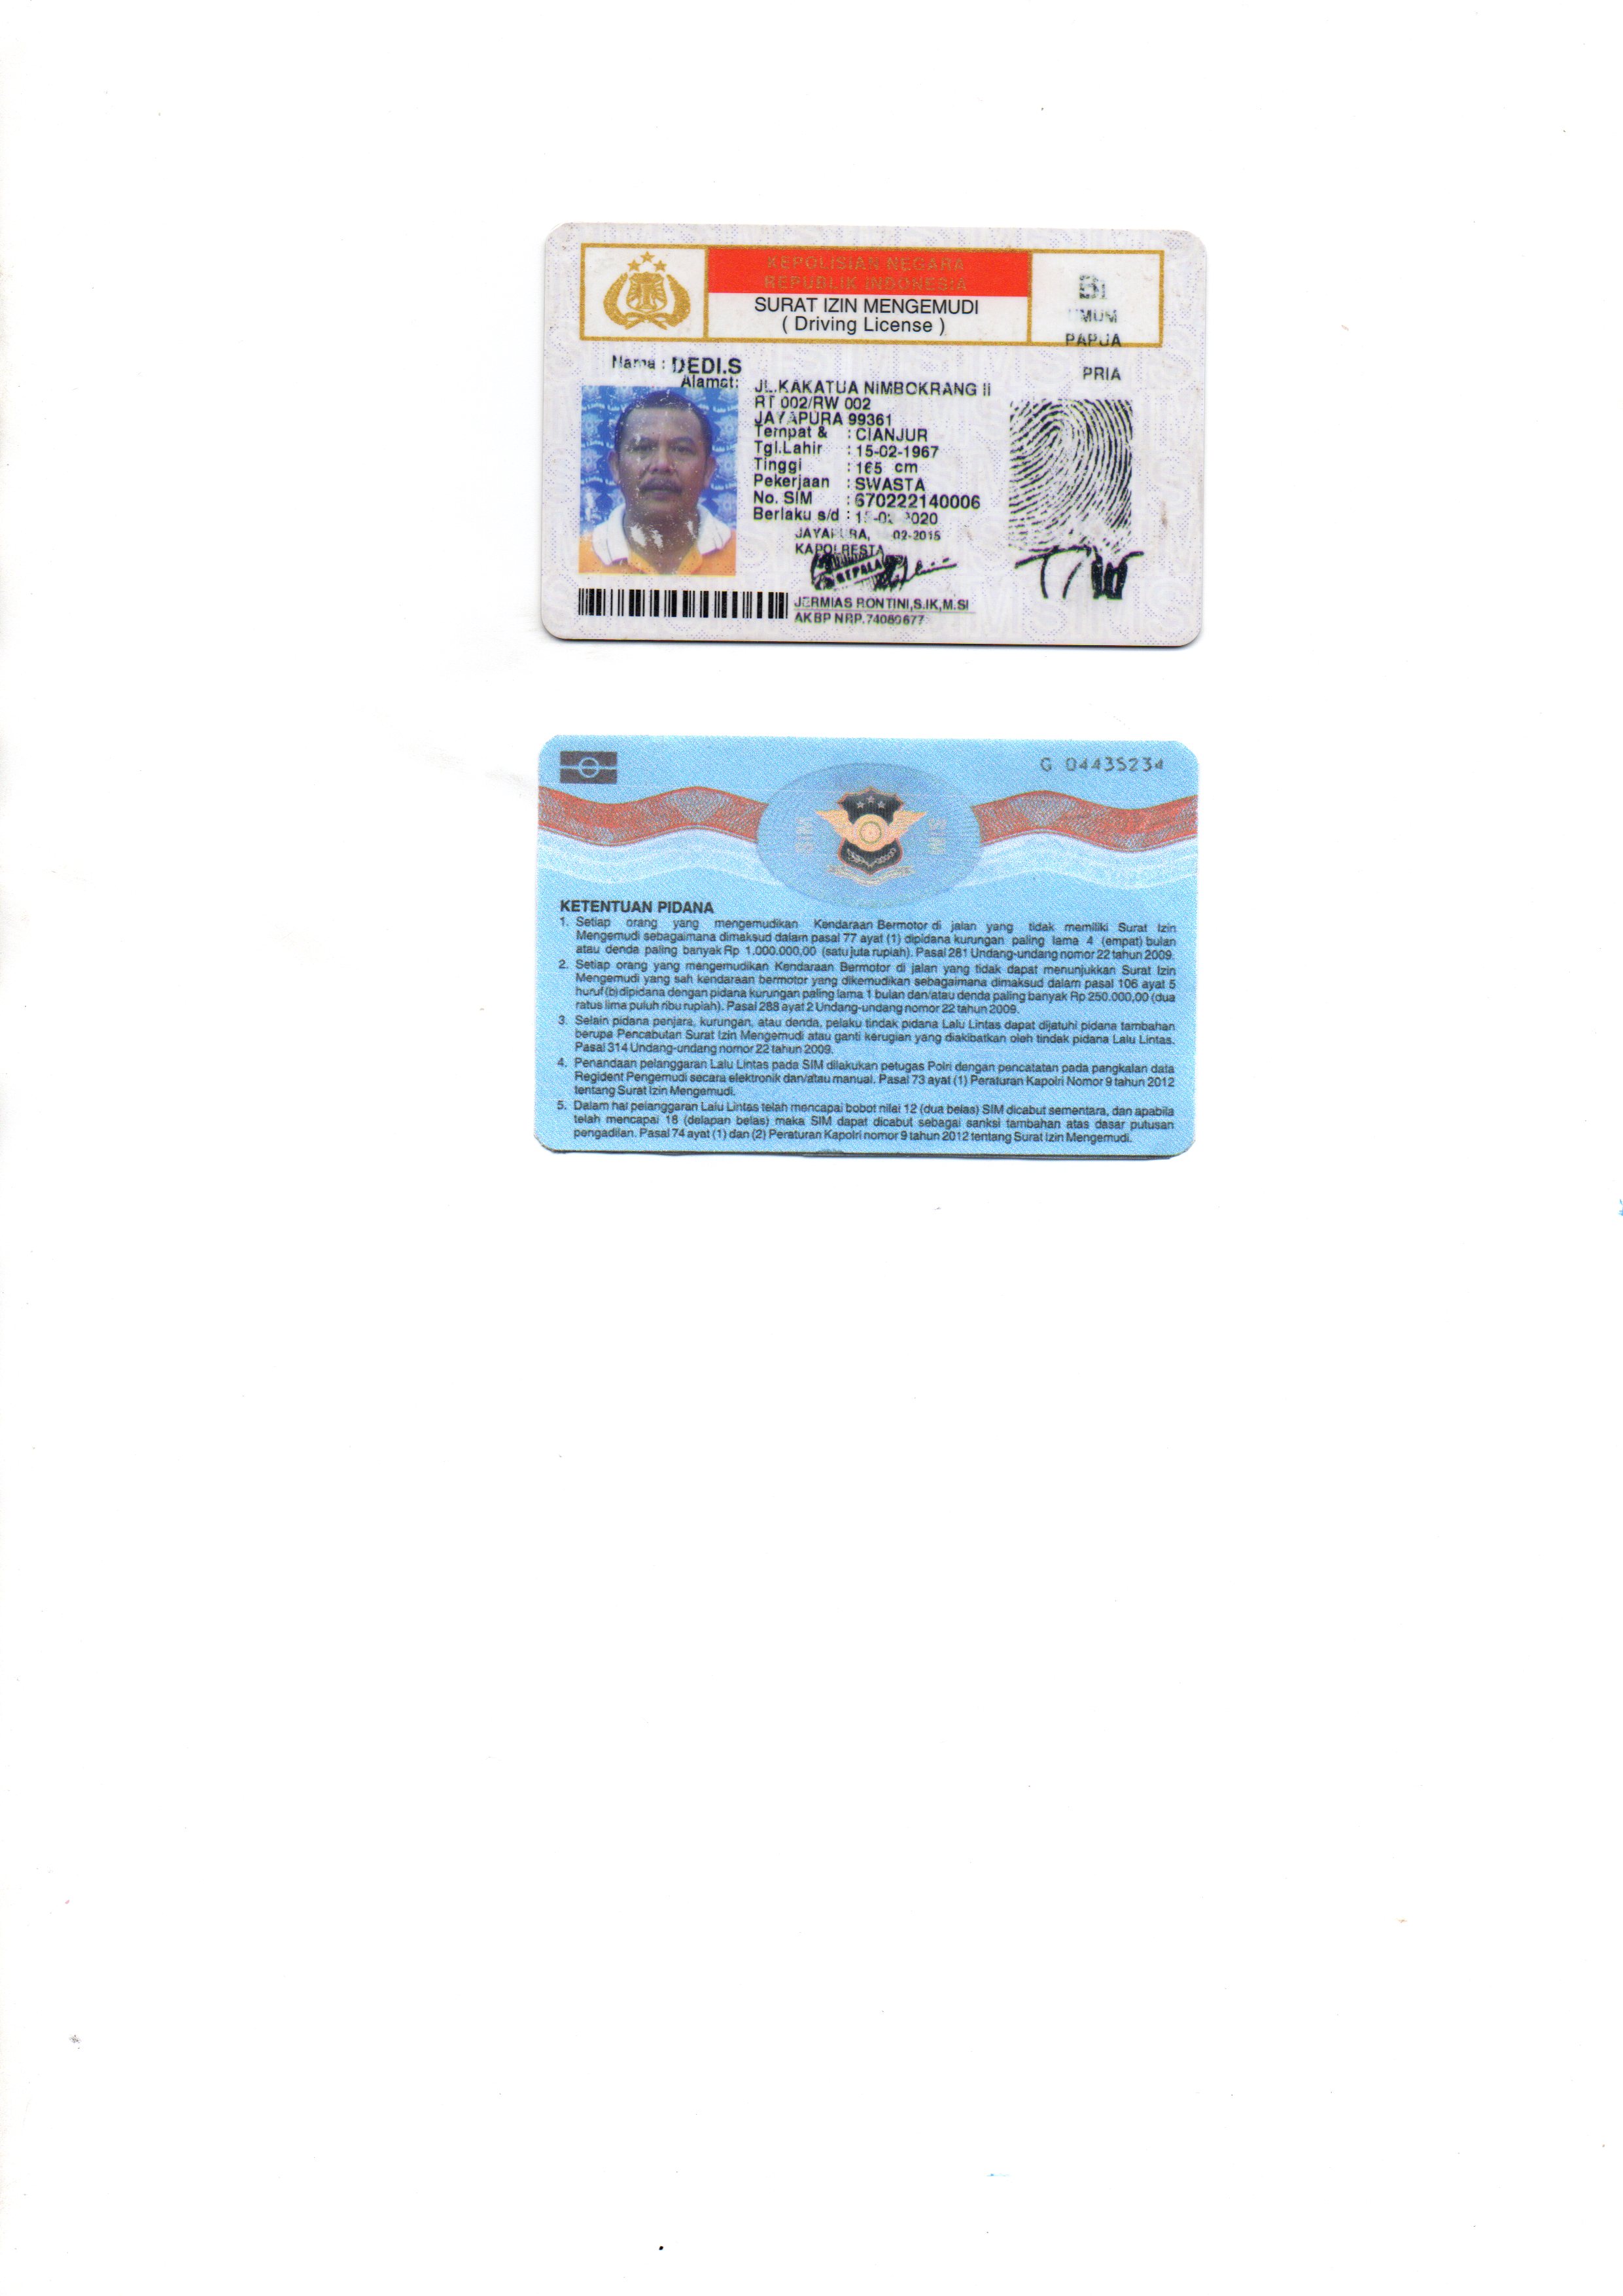 KEPOLISIAN NEGARA
REPUBLIK INDONESIA
SURAT IZIN MENGEMUDI
( Driving License )
UMUM
PAPUA
PRIA
Nama : DEDI.S
Alamat: JL.KAKATUA NIMBOKRANG II
RT 002/RW 002
JAYAPURA 99361
Tempat & : CIANJUR
Tgl.Lahir : 15-02-1967
Tinggi : 165 cm
Pekerjaan : SWASTA
No. SIM : 670222140006
Berlaku s/d : 2020
JAYAPURA, 02-2015
KAPOLRESTA
KEPALA
JERMIAS RONTINI,S.IK,M.SI
AKBP NRP.74080677
G 04435234
SIM SIM
KETENTUAN PIDANA
1. Setiap orang yang mengemudikan Kendaraan Bermotor di jalan yang tidak memiliki Surat Izin
Mengemudi sebagaimana dimaksud dalam pasal 77 ayat (1) dipidana kurungan paling lama 4 (empat) bulan
atau denda paling banyak Rp 1.000.000,00 (satu juta rupiah). Pasal 281 Undang-undang nomor 22 tahun 2009.
2. Setiap orang yang mengemudikan Kendaraan Bermotor di jalan yang tidak dapat menunjukkan Surat Izin
Mengemudi yang sah kendaraan bermotor yang dikemudikan sebagaimana dimaksud dalam pasal 106 ayat 5
huruf (b) dipidana dengan pidana kurungan paling lama 1 bulan dan/atau denda paling banyak Rp 250.000,00 (dua
ratus lima puluh ribu rupiah). Pasal 288 ayat 2 Undang-undang nomor 22 tahun 2009.
3. Selain pidana penjara, kurungan, atau denda, pelaku tindak pidana Lalu Lintas dapat dijatuhi pidana tambahan
berupa Pencabutan Surat Izin Mengemudi atau ganti kerugian yang diakibatkan oleh tindak pidana Lalu Lintas.
Pasal 314 Undang-undang nomor 22 tahun 2009.
4. Penandaan pelanggaran Lalu Lintas pada SIM dilakukan petugas Polri dengan pencatatan pada pangkalan data
Regident Pengemudi secara elektronik dan/atau manual. Pasal 73 ayat (1) Peraturan Kapolri Nomor 9 tahun 2012
tentang Surat Izin Mengemudi.
5. Dalam hal pelanggaran Lalu Lintas telah mencapai bobot nilai 12 (dua belas) SIM dicabut sementara, dan apabila
telah mencapai 18 (delapan belas) maka SIM dapat dicabut sebagai sanksi tambahan atas dasar putusan
pengadilan. Pasal 74 ayat (1) dan (2) Peraturan Kapolri nomor 9 tahun 2012 tentang Surat Izin Mengemudi.